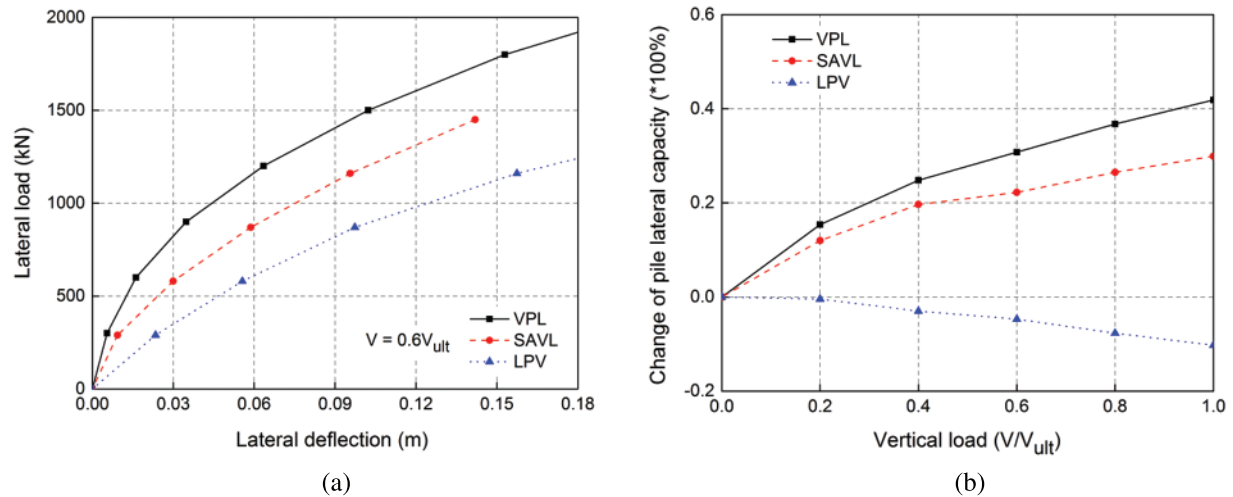 2000
1500
1000
500
0
Lateral load (kN)
V = 0.6V_ult
VPL
SAVL
LPV
0.00 0.03 0.06 0.09 0.12 0.15 0.18
Lateral deflection (m)
(a)
0.6
0.4
0.2
0.0
-0.2
Change of pile lateral capacity (*100%)
VPL
SAVL
LPV
0.0 0.2 0.4 0.6 0.8 1.0
Vertical load (V/V_ult)
(b)